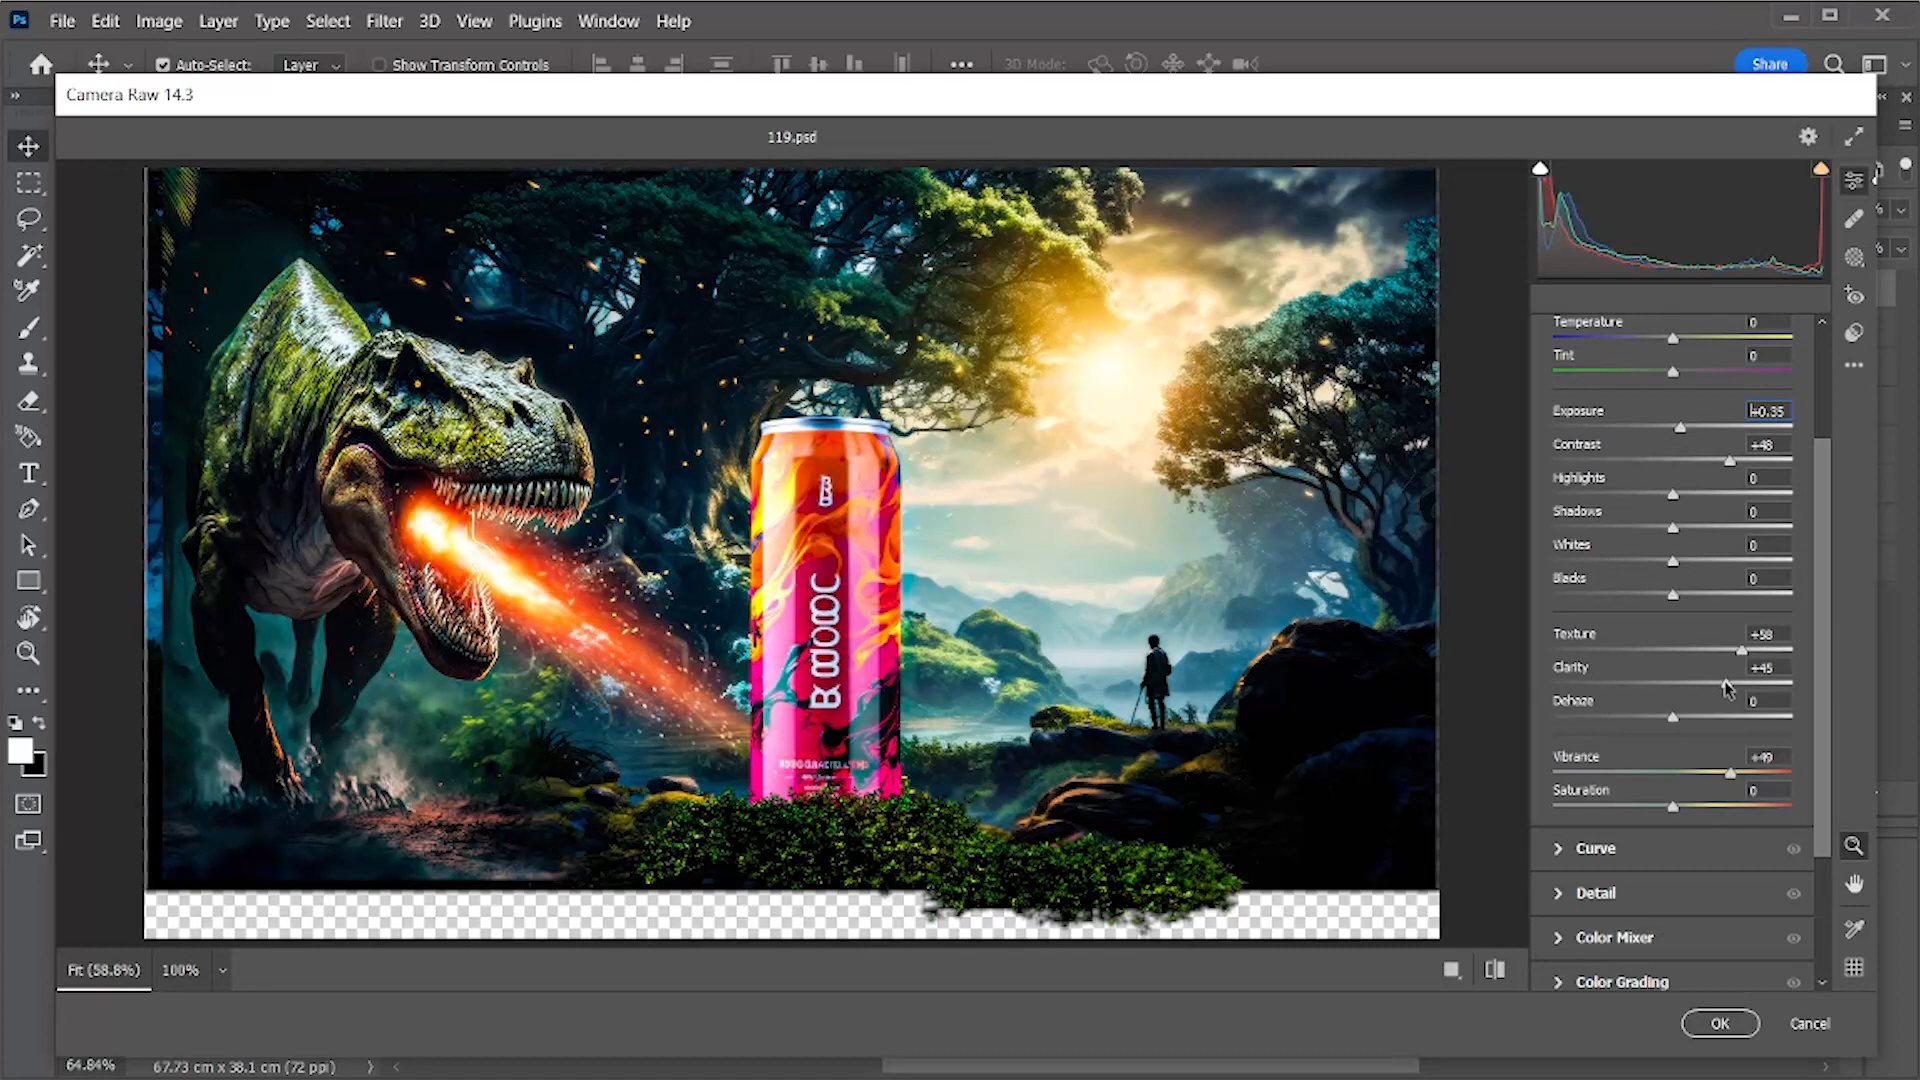 Ps File Edit Image Layer Type Select Filter 3D View Plugins Window Help
Auto-Select: Layer Show Transform Controls 3D Mode: Share
Camera Raw 14.3
119.psd
Temperature 0
Tint 0
Exposure +0.35
Contrast +48
Highlights 0
Shadows 0
Whites 0
Blacks 0
Texture +58
Clarity +45
Dehaze 0
Vibrance +49
Saturation 0
Curve
Detail
Color Mixer
Color Grading
Fit (58.8%) 100%
OK Cancel
64.84% 67.73 cm x 38.1 cm (72 ppi)